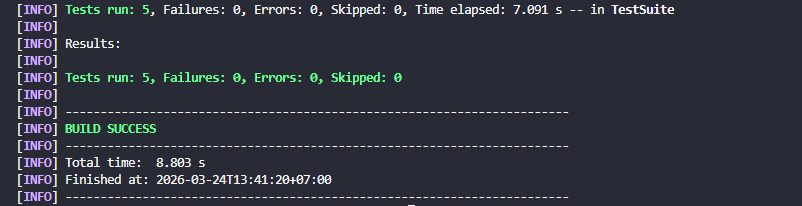 [INFO] Tests run: 5, Failures: 0, Errors: 0, Skipped: 0, Time elapsed: 7.091 s -- in TestSuite
[INFO]
[INFO] Results:
[INFO]
[INFO] Tests run: 5, Failures: 0, Errors: 0, Skipped: 0
[INFO]
[INFO] ------------------------------------------------------------------------
[INFO] BUILD SUCCESS
[INFO] ------------------------------------------------------------------------
[INFO] Total time:  8.803 s
[INFO] Finished at: 2026-03-24T13:41:20+07:00
[INFO] ------------------------------------------------------------------------